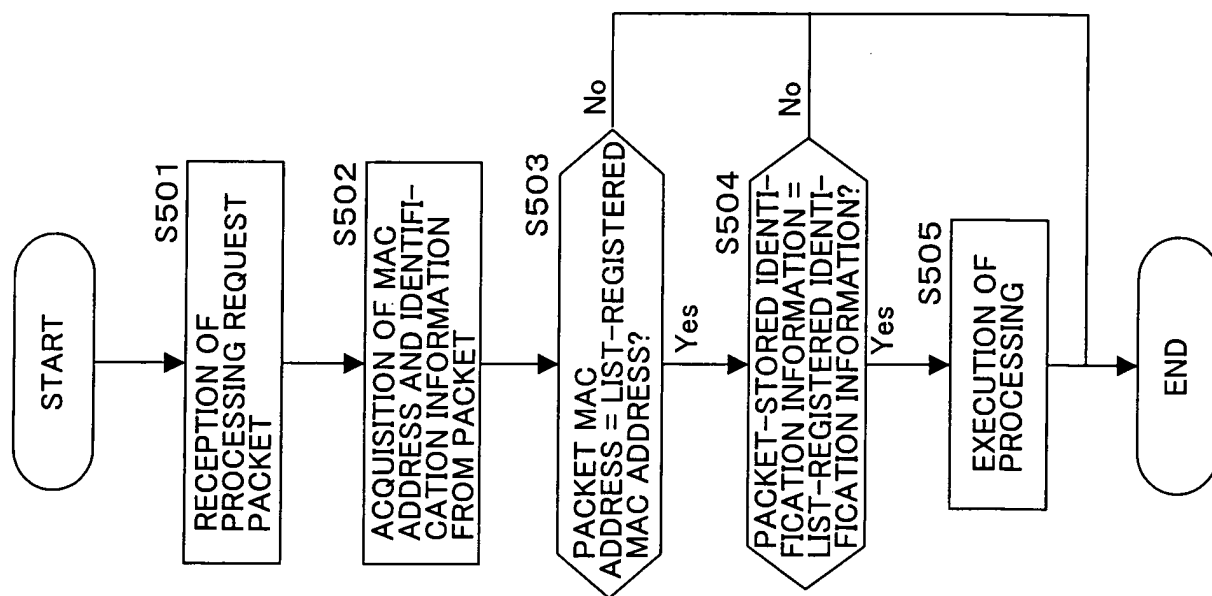 START
S501
RECEPTION OF
PROCESSING REQUEST
PACKET
S502
ACQUISITION OF MAC
ADDRESS AND IDENTIFI-
CATION INFORMATION
FROM PACKET
S503
PACKET MAC
ADDRESS = LIST-REGISTERED
MAC ADDRESS?
No
Yes
S504
PACKET-STORED IDENTI-
FICATION INFORMATION =
LIST-REGISTERED IDENTI-
FICATION INFORMATION?
No
Yes
S505
EXECUTION OF
PROCESSING
END